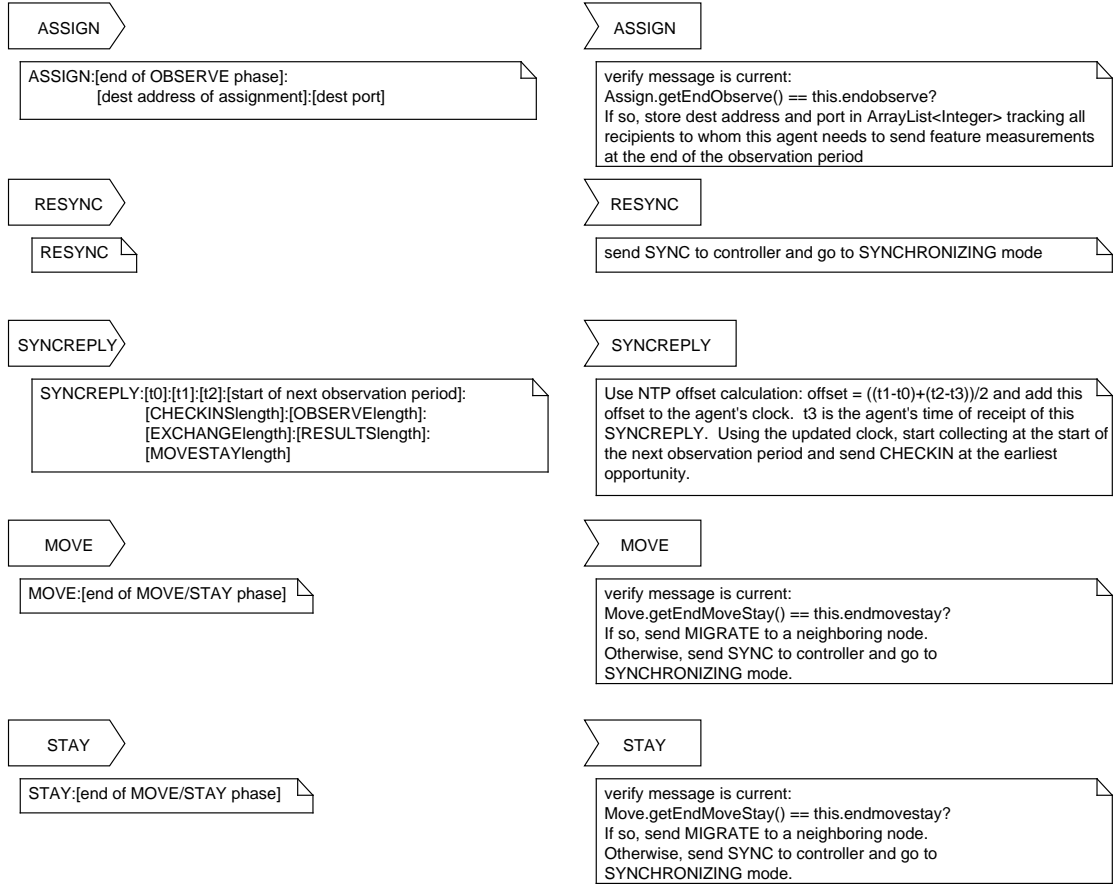 ASSIGN
ASSIGN
ASSIGN:[end of OBSERVE phase]:
[dest address of assignment]:[dest port]
verify message is current:
Assign.getEndObserve() == this.endobserve?
If so, store dest address and port in ArrayList<Integer> tracking all
recipients to whom this agent needs to send feature measurements
at the end of the observation period
RESYNC
RESYNC
RESYNC
send SYNC to controller and go to SYNCHRONIZING mode
SYNCREPLY
SYNCREPLY
SYNCREPLY:[t0]:[t1]:[t2]:[start of next observation period]:
[CHECKINSlength]:[OBSERVElength]:
[EXCHANGElength]:[RESULTSlength]:
[MOVESTAYlength]
Use NTP offset calculation: offset = ((t1-t0)+(t2-t3))/2 and add this
offset to the agent's clock.  t3 is the agent's time of receipt of this
SYNCREPLY.  Using the updated clock, start collecting at the start of
the next observation period and send CHECKIN at the earliest
opportunity.
MOVE
MOVE
MOVE:[end of MOVE/STAY phase]
verify message is current:
Move.getEndMoveStay() == this.endmovestay?
If so, send MIGRATE to a neighboring node.
Otherwise, send SYNC to controller and go to
SYNCHRONIZING mode.
STAY
STAY
STAY:[end of MOVE/STAY phase]
verify message is current:
Move.getEndMoveStay() == this.endmovestay?
If so, send MIGRATE to a neighboring node.
Otherwise, send SYNC to controller and go to
SYNCHRONIZING mode.